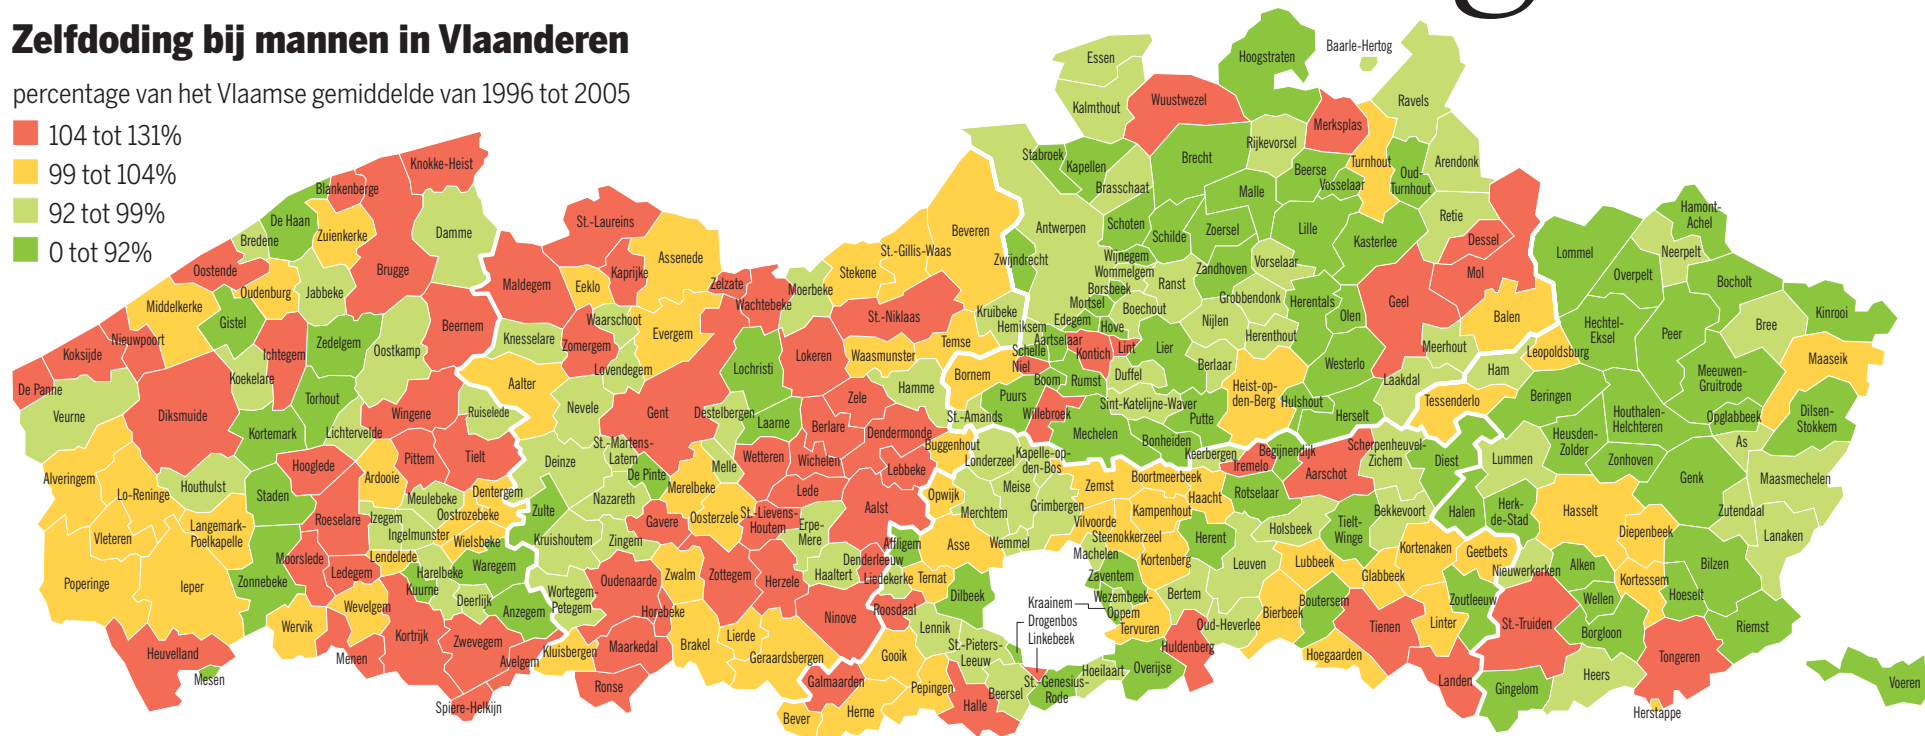 Zelfdoding bij mannen in Vlaanderen
percentage van het Vlaamse gemiddelde van 1996 tot 2005
104 tot 131%
99 tot 104%
92 tot 99%
0 tot 92%
g
Knokke-Heist
Blankenberge
De Haan
Zuienkerke
Bredene
Damme
Oostende
Brugge
Oudenburg
Jabbeke
Middelkerke
Gistel
Beernem
Nieuwpoort
Ichtegem
Zedelgem
Oostkamp
Koksijde
Koekelare
De Panne
Torhout
Veurne
Diksmuide
Wingene
Ruiselede
Kortemark
Lichtervelde
Pittem
Tielt
Hooglede
Ardooie
Alveringem
Lo-Reninge
Houthulst
Staden
Meulebeke
Dentergem
Oostrozebeke
Roeselare
Izegem
Ingelmunster
Wielsbeke
Langemark-
Poelkapelle
Vleteren
Moorslede
Lendelede
Ledegem
Harelbeke
Waregem
Kuurne
Poperinge
Ieper
Zonnebeke
Deerlijk
Anzegem
Wevelgem
Wervik
Kortrijk
Zwevegem
Menen
Avelgem
Heuvelland
Mesen
Spiere-Helkijn
St.-Laureins
Maldegem
Eeklo
Kaprijke
Assenede
Zelzate
Wachtebeke
Moerbeke
Stekene
St.-Gillis-Waas
Beveren
Waarschoot
Evergem
St.-Niklaas
Kruibeke
Knesselare
Zomergem
Lovendegem
Lochristi
Lokeren
Waasmunster
Temse
Aalter
Nevele
Gent
Destelbergen
Laarne
Zele
Hamme
Berlare
Dendermonde
Buggenhout
St.-Martens-
Latem
De Pinte
Deinze
Melle
Wetteren
Wichelen
Lebbeke
Nazareth
Merelbeke
Lede
Zulte
Gavere
Oosterzele
St.-Lievens-
Houtem
Aalst
Erpe-
Mere
Kruishoutem
Zingem
Denderleeuw
Haaltert
Wortegem-
Petegem
Oudenaarde
Zwalm
Zottegem
Herzele
Horebeke
Ninove
Maarkedal
Brakel
Lierde
Geraardsbergen
Kluisbergen
Ronse
Essen
Kalmthout
Wuustwezel
Hoogstraten
Baarle-Hertog
Merksplas
Ravels
Stabroek
Kapellen
Brecht
Rijkevorsel
Turnhout
Oud-
Turnhout
Arendonk
Beerse
Vosselaar
Brasschaat
Malle
Retie
Antwerpen
Schoten
Schilde
Zoersel
Lille
Kasterlee
Dessel
Mol
Zwijndrecht
Wijnegem
Wommelgem
Zandhoven
Vorselaar
Borsbeek
Ranst
Grobbendonk
Herentals
Geel
Mortsel
Boechout
Olen
Balen
Edegem
Hove
Nijlen
Herenthout
Hemiksem
Aartselaar
Schelle
Kontich
Lint
Lier
Meerhout
Niel
Berlaar
Westerlo
Laakdal
Bornem
Boom
Rumst
Duffel
Heist-op-
den-Berg
Hulshout
Puurs
Sint-Katelijne-Waver
Putte
Herselt
St.-Amands
Willebroek
Mechelen
Bonheiden
Londerzeel
Kapelle-op-
den-Bos
Keerbergen
Tremelo
Begijnendijk
Aarschot
Scherpenheuvel-
Zichem
Diest
Opwijk
Meise
Zemst
Boortmeerbeek
Haacht
Rotselaar
Bekkevoort
Merchtem
Grimbergen
Kampenhout
Vilvoorde
Steenokkerzeel
Holsbeek
Tielt-
Winge
Affligem
Asse
Wemmel
Machelen
Herent
Kortenaken
Geetbets
Kortenberg
Leuven
Lubbeek
Glabbeek
Liedekerke
Ternat
Dilbeek
Zaventem
Bertem
Zoutleeuw
Kraainem
Drogenbos
Linkebeek
Wezembeek-
Oppem
Tervuren
Bierbeek
Boutersem
Tienen
Linter
Roosdaal
Lennik
Oud-Heverlee
St.-Pieters-
Leeuw
Huldenberg
Gooik
Hoegaarden
Landen
Galmaarden
Pepingen
Halle
Beersel
St.-Genesius-
Rode
Hoeilaart
Overijse
Bever
Herne
Lommel
Hamont-
Achel
Neerpelt
Overpelt
Bocholt
Kinrooi
Hechtel-
Eksel
Peer
Bree
Leopoldsburg
Maaseik
Ham
Meeuwen-
Gruitrode
Tessenderlo
Beringen
Houthalen-
Helchteren
Opglabbeek
Dilsen-
Stokkem
Heusden-
Zolder
As
Lummen
Zonhoven
Genk
Maasmechelen
Halen
Herk-
de-Stad
Hasselt
Zutendaal
Diepenbeek
Lanaken
Nieuwerkerken
Alken
Bilzen
Kortessem
Hoeselt
Wellen
St.-Truiden
Borgloon
Riemst
Tongeren
Heers
Gingelom
Voeren
Herstappe